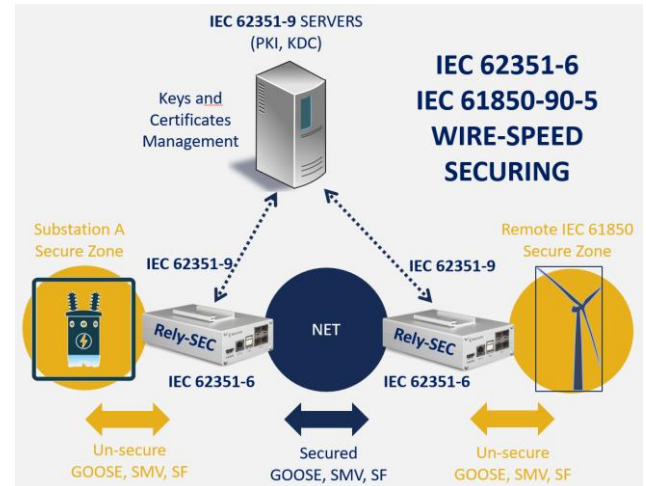 IEC 62351-9 SERVERS
(PKI, KDC)
Keys and
Certificates
Management
IEC 62351-6
IEC 61850-90-5
WIRE-SPEED
SECURING
Substation A
Secure Zone
Remote IEC 61850
Secure Zone
IEC 62351-9
IEC 62351-9
Rely-SEC
NET
Rely-SEC
IEC 62351-6
IEC 62351-6
Un-secure
GOOSE, SMV, SF
Secured
GOOSE, SMV, SF
Un-secure
GOOSE, SMV, SF